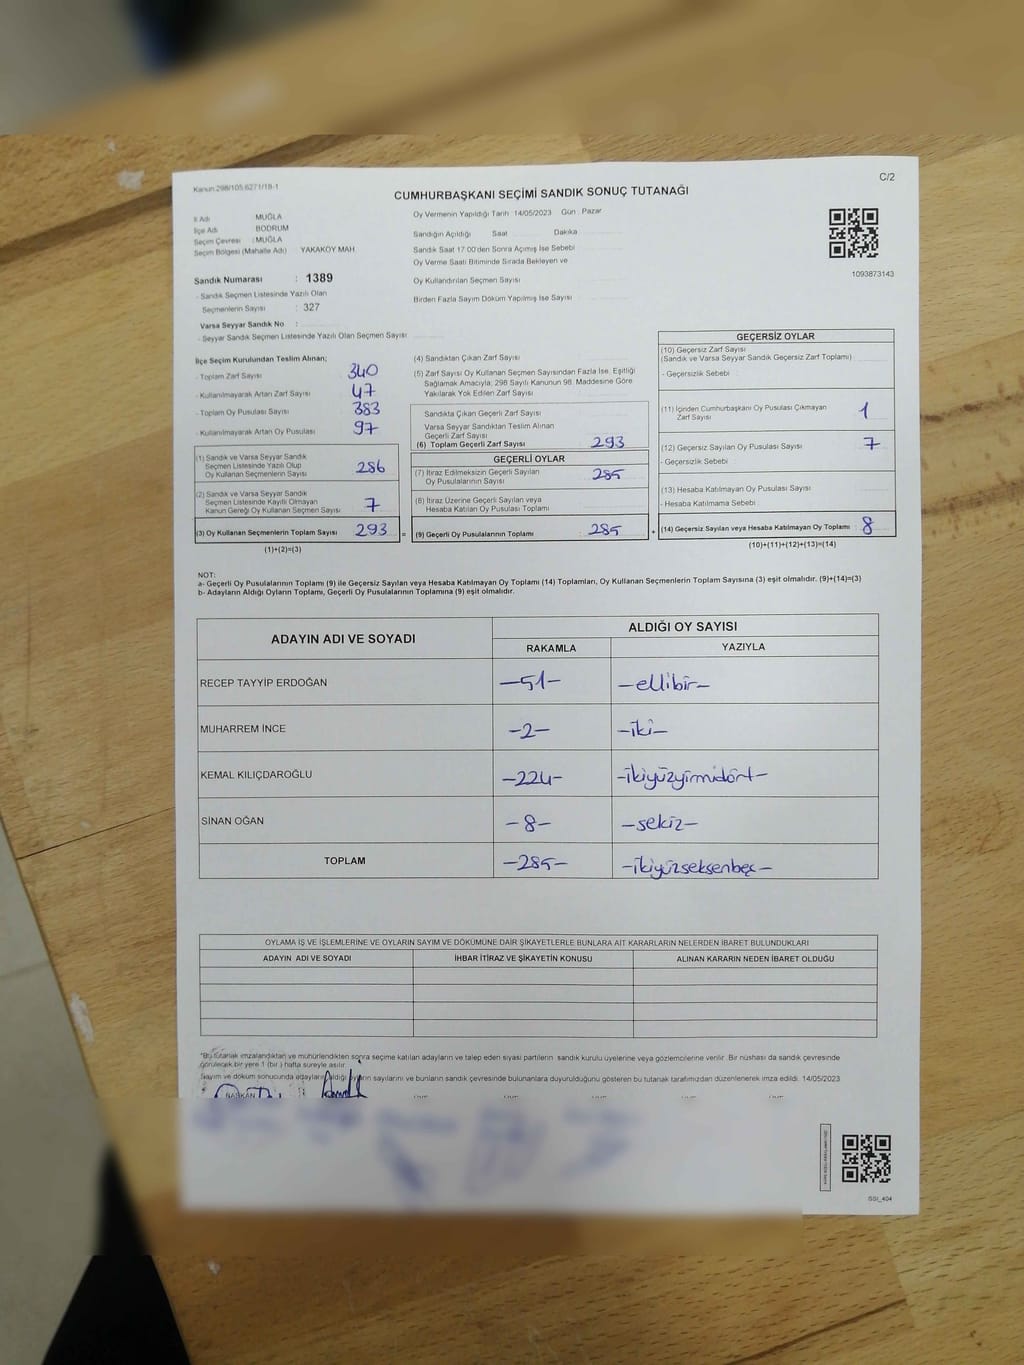 Kanun:298/105,6271/18-1
C/2
CUMHURBAŞKANI SEÇİMİ SANDIK SONUÇ TUTANAĞI
İl Adı MUĞLA
İlçe Adı BODRUM
Seçim Çevresi : MUĞLA
Seçim Bölgesi (Mahalle Adı) YAKAKÖY MAH.
Sandık Numarası : 1389
- Sandık Seçmen Listesinde Yazılı Olan
Seçmenlerin Sayısı : 327
Varsa Seyyar Sandık No :
- Seyyar Sandık Seçmen Listesinde Yazılı Olan Seçmen Sayısı
Oy Vermenin Yapıldığı Tarih 14/05/2023 Gün : Pazar
Sandığın Açıldığı Saat Dakika
Sandık Saat 17:00'den Sonra Açımış İse Sebebi
Oy Verme Saati Bitiminde Sırada Bekleyen ve
Oy Kullandırılan Seçmen Sayısı
Birden Fazla Sayım Döküm Yapılmış İse Sayısı
1093873143
İlçe Seçim Kurulundan Teslim Alınan;
- Toplam Zarf Sayısı 340
- Kullanılmayarak Artan Zarf Sayısı 47
- Toplam Oy Pusulası Sayısı 383
- Kullanılmayarak Artan Oy Pusulası 97
(1) Sandık ve Varsa Seyyar Sandık
Seçmen Listesinde Yazılı Olup
Oy Kullanan Seçmenlerin Sayısı 286
(2) Sandık ve Varsa Seyyar Sandık
Seçmen Listesinde Kayıtlı Olmayan
Kanun Gereği Oy Kullanan Seçmen Sayısı 7
(3) Oy Kullanan Seçmenlerin Toplam Sayısı 293 =
(1)+(2)=(3)
(4) Sandıktan Çıkan Zarf Sayısı
(5) Zarf Sayısı Oy Kullanan Seçmen Sayısından Fazla İse, Eşitliği
Sağlamak Amacıyla; 298 Sayılı Kanunun 98. Maddesine Göre
Yakılarak Yok Edilen Zarf Sayısı
Sandıkta Çıkan Geçerli Zarf Sayısı
Varsa Seyyar Sandıktan Teslim Alınan
Geçerli Zarf Sayısı
(6) Toplam Geçerli Zarf Sayısı 293
GEÇERLİ OYLAR
(7) İtiraz Edilmeksizin Geçerli Sayılan
Oy Pusulalarının Sayısı 285
(8) İtiraz Üzerine Geçerli Sayılan veya
Hesaba Katılan Oy Pusulası Toplamı
(9) Geçerli Oy Pusulalarının Toplamı : 285 +
GEÇERSİZ OYLAR
(10) Geçersiz Zarf Sayısı
(Sandık ve Varsa Seyyar Sandık Geçersiz Zarf Toplamı)
- Geçersizlik Sebebi
(11) İçinden Cumhurbaşkanı Oy Pusulası Çıkmayan
Zarf Sayısı 1
(12) Geçersiz Sayılan Oy Pusulası Sayısı 7
- Geçersizlik Sebebi
(13) Hesaba Katılmayan Oy Pusulası Sayısı
- Hesaba Katılmama Sebebi
(14) Geçersiz Sayılan veya Hesaba Katılmayan Oy Toplamı : 8
(10)+(11)+(12)+(13)=(14)
NOT:
a- Geçerli Oy Pusulalarının Toplamı (9) ile Geçersiz Sayılan veya Hesaba Katılmayan Oy Toplamı (14) Toplamları, Oy Kullanan Seçmenlerin Toplam Sayısına (3) eşit olmalıdır. (9)+(14)=(3)
b- Adayların Aldığı Oyların Toplamı, Geçerli Oy Pusulalarının Toplamına (9) eşit olmalıdır.
ADAYIN ADI VE SOYADI ALDIĞI OY SAYISI
RAKAMLA YAZIYLA
RECEP TAYYİP ERDOĞAN -51- -ellibir-
MUHARREM İNCE -2- -iki-
KEMAL KILIÇDAROĞLU -224- -ikiyüzyirmidört-
SİNAN OĞAN -8- -sekiz-
TOPLAM -285- -ikiyüzseksenbeş-
OYLAMA İŞ VE İŞLEMLERİNE VE OYLARIN SAYIM VE DÖKÜMÜNE DAİR ŞİKAYETLERLE BUNLARA AİT KARARLARIN NELERDEN İBARET BULUNDUKLARI
ADAYIN ADI VE SOYADI İHBAR İTİRAZ VE ŞİKAYETİN KONUSU ALINAN KARARIN NEDEN İBARET OLDUĞU
*Bu tutanak imzalandıktan ve mühürlendikten sonra seçime katılan adayların ve talep eden siyasi partilerin sandık kurulu üyelerine veya gözlemcilerine verilir. Bir nüshası da sandık çevresinde
görülecek bir yere 1 (bir ) hafta süreyle asılır.
Sayım ve döküm sonucunda adayların aldığı oyların sayılarını ve bunların sandık çevresinde bulunanlara duyurulduğunu gösteren bu tutanak tarafımızdan düzenlenerek imza edildi. 14/05/2023
BAŞKAN
SSI_404